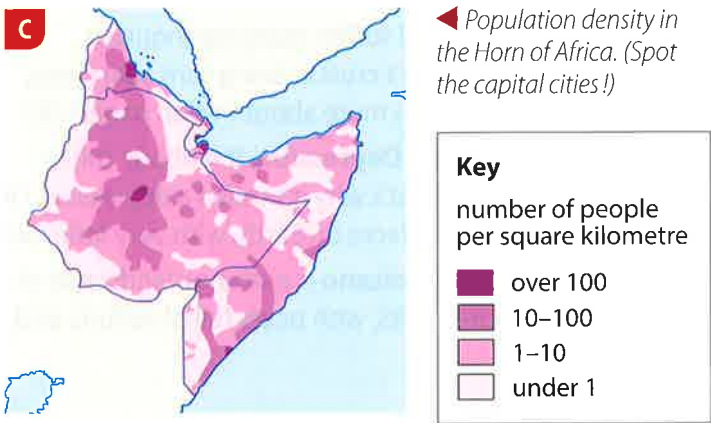 C
◀ Population density in
the Horn of Africa. (Spot
the capital cities!)
Key
number of people
per square kilometre
over 100
10–100
1–10
under 1